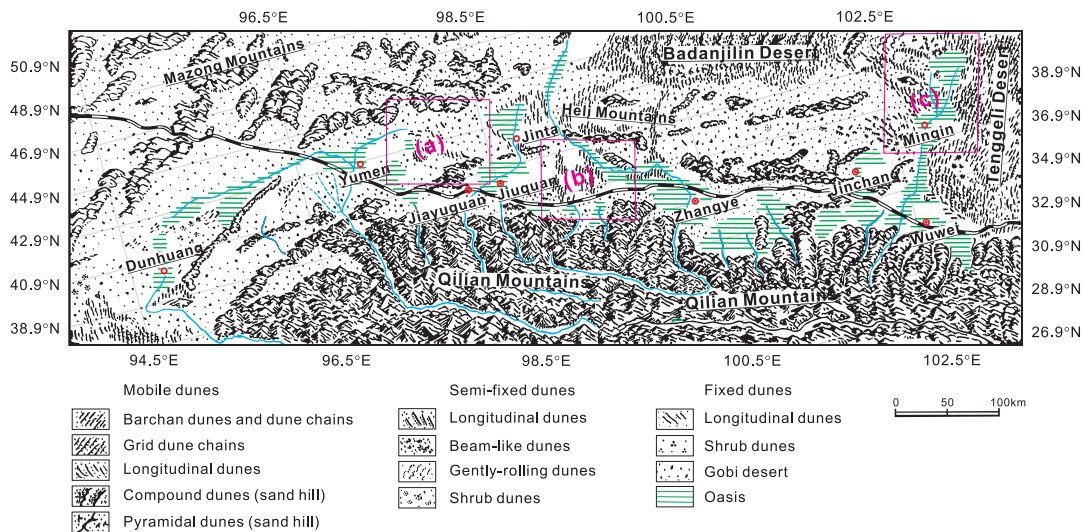 96.5°E 98.5°E 100.5°E 102.5°E
50.9°N
48.9°N
46.9°N
44.9°N
42.9°N
40.9°N
38.9°N
Mazong Mountains
Badanjilin Desert
Heli Mountains
Jinta
(a)
(b)
(c)
Minqin
Tenggeli Desert
Yumen
Jiayuguan
Jiuquan
Zhangye
Jinchang
Wuwei
Dunhuang
Qilian Mountains
Qilian Mountain
38.9°N
36.9°N
34.9°N
32.9°N
30.9°N
28.9°N
26.9°N
94.5°E 96.5°E 98.5°E 100.5°E 102.5°E
Mobile dunes
Barchan dunes and dune chains
Grid dune chains
Longitudinal dunes
Compound dunes (sand hill)
Pyramidal dunes (sand hill)
Semi-fixed dunes
Longitudinal dunes
Beam-like dunes
Gently-rolling dunes
Shrub dunes
Fixed dunes
Longitudinal dunes
Shrub dunes
Gobi desert
Oasis
0 50 100km